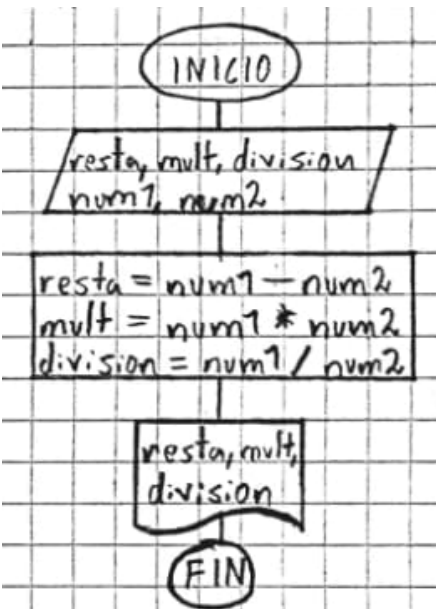 INICIO
resta, mult, division
num1, num2
resta = num1 - num2
mult = num1 * num2
division = num1 / num2
resta, mult,
division
FIN